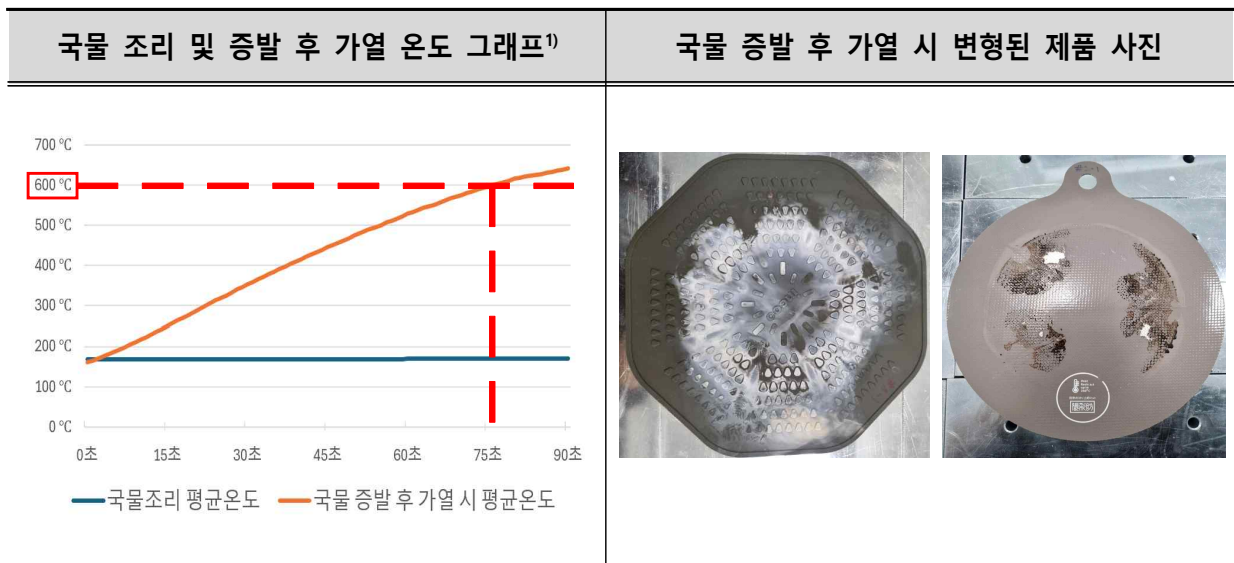 국물 조리 및 증발 후 가열 온도 그래프1)
국물 증발 후 가열 시 변형된 제품 사진
700 ℃
600 ℃
500 ℃
400 ℃
300 ℃
200 ℃
100 ℃
0 ℃
0초 15초 30초 45초 60초 75초 90초
국물조리 평균온도 국물 증발 후 가열 시 평균온도